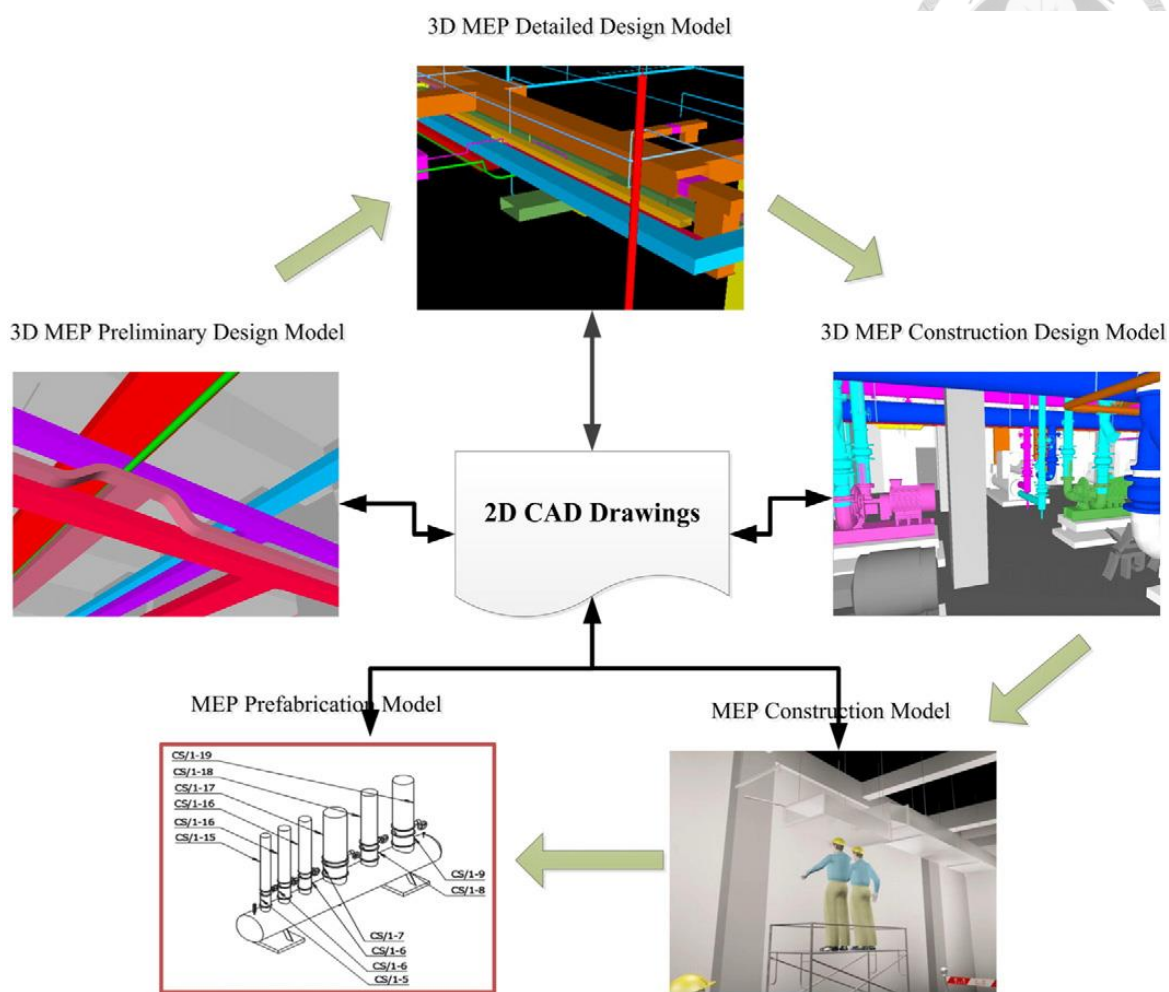 3D MEP Detailed Design Model
3D MEP Preliminary Design Model
3D MEP Construction Design Model
2D CAD Drawings
MEP Prefabrication Model
MEP Construction Model
CS/1-19
CS/1-18
CS/1-17
CS/1-16
CS/1-16
CS/1-15
CS/1-9
CS/1-8
CS/1-7
CS/1-6
CS/1-6
CS/1-5